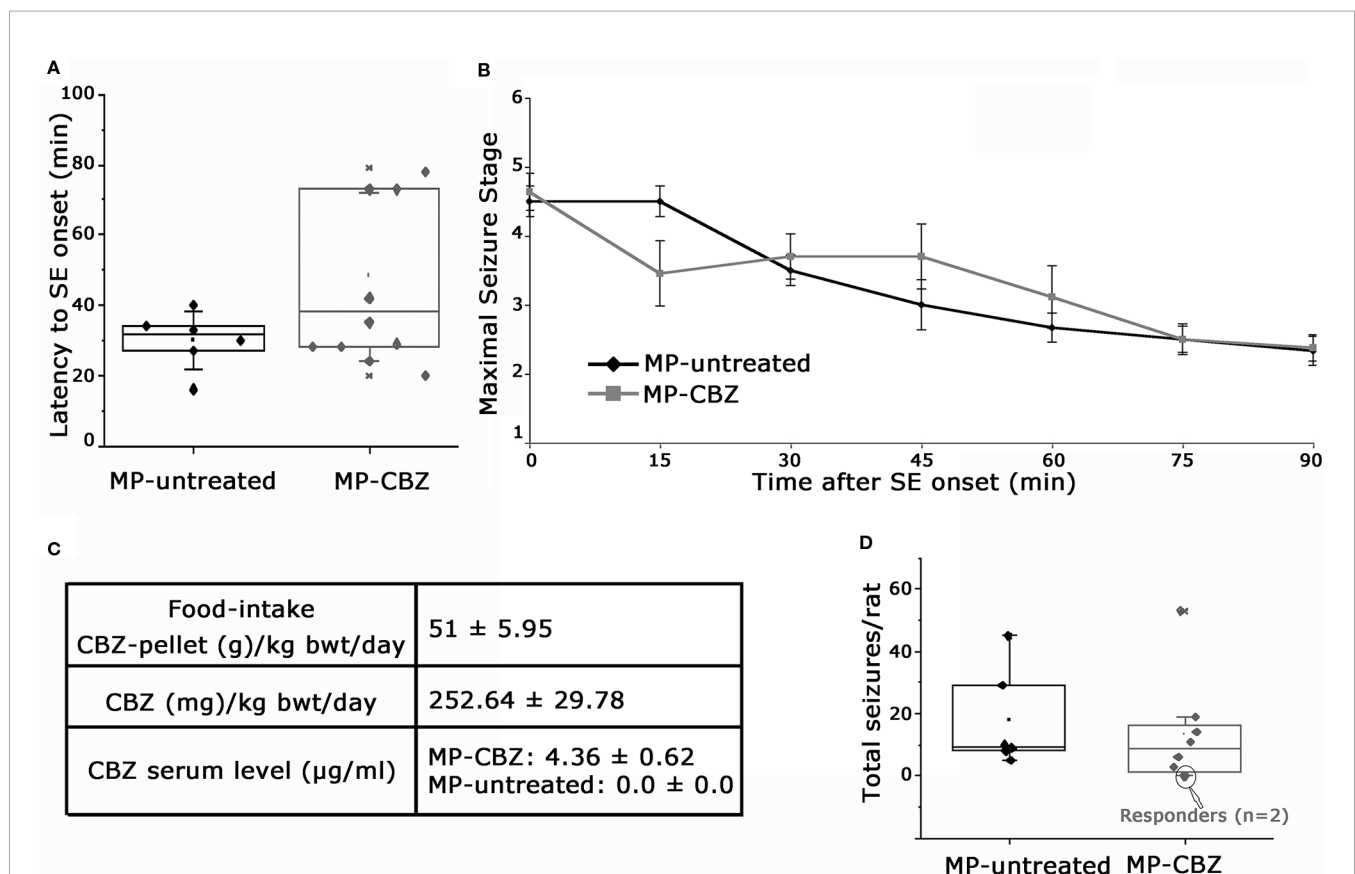 A
Latency to SE onset (min)
100
80
60
40
20
0
MP-untreated
MP-CBZ
B
Maximal Seizure Stage
6
5
4
3
2
1
MP-untreated
MP-CBZ
0
15
30
45
60
75
90
Time after SE onset (min)
C
Food-intake
CBZ-pellet (g)/kg bwt/day
51 ± 5.95
CBZ (mg)/kg bwt/day
252.64 ± 29.78
CBZ serum level (µg/ml)
MP-CBZ: 4.36 ± 0.62
MP-untreated: 0.0 ± 0.0
D
Total seizures/rat
60
40
20
0
Responders (n=2)
MP-untreated
MP-CBZ